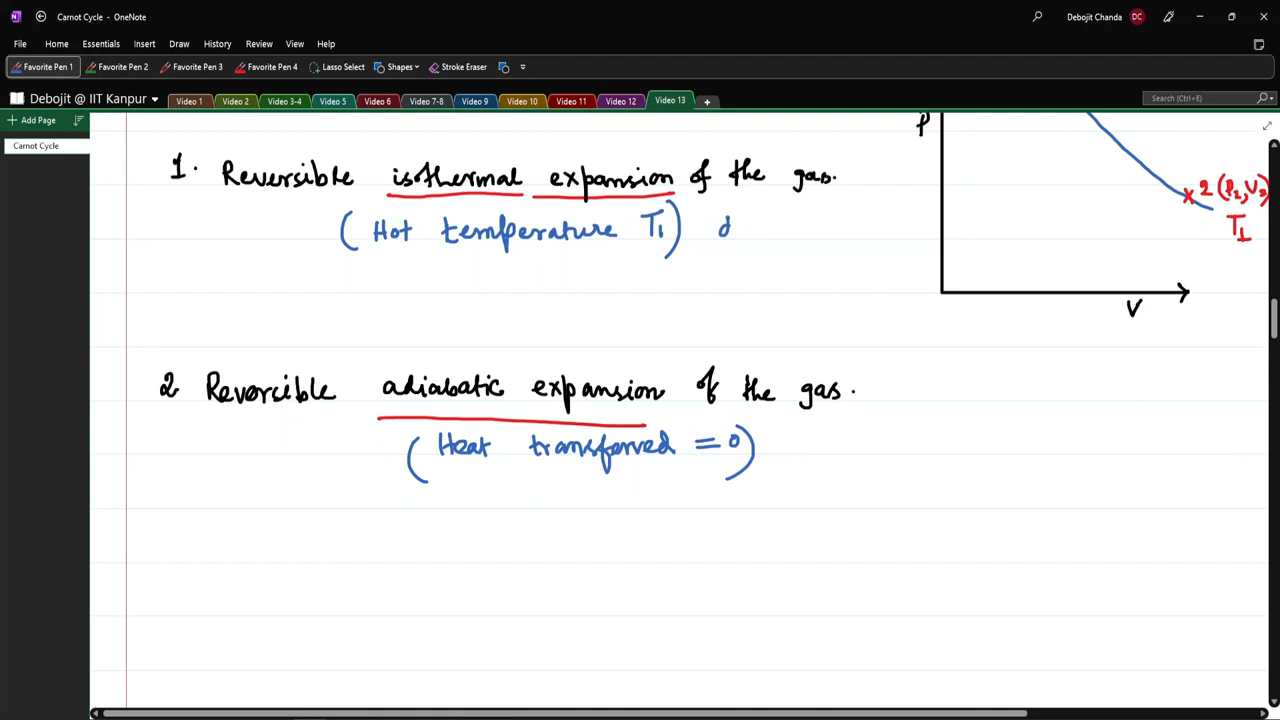 Carnot Cycle - OneNote
Debojit Chanda DC
File Home Essentials Insert Draw History Review View Help
Favorite Pen 1 Favorite Pen 2 Favorite Pen 3 Favorite Pen 4 Lasso Select Shapes Stroke Eraser
Debojit @ IIT Kanpur Video 1 Video 2 Video 3-4 Video 5 Video 6 Video 7-8 Video 9 Video 10 Video 11 Video 12 Video 13 Search (Ctrl+E)
Add Page
Carnot Cycle
P
1. Reversible isothermal expansion of the gas.
2 (P2, V2)
(Hot temperature T1) d
T1
V
2 Reversible adiabatic expansion of the gas.
(Heat transferred = 0)